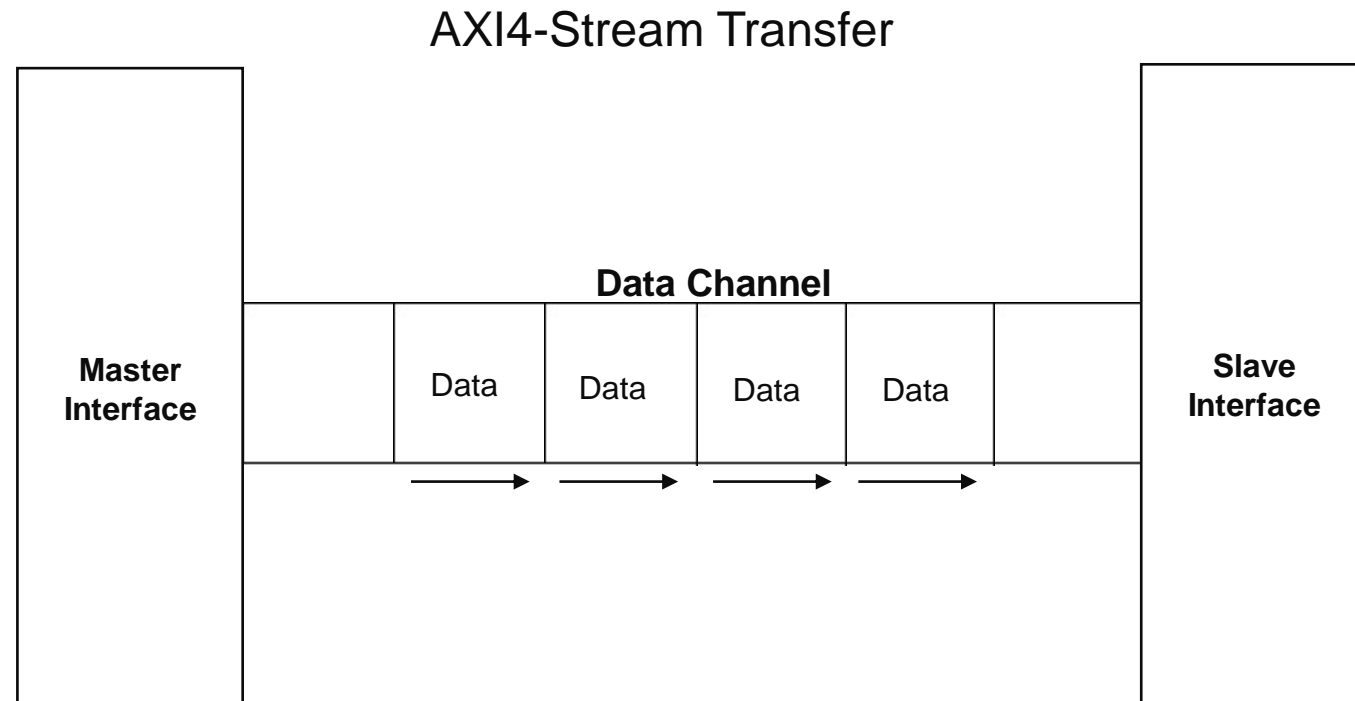 AXI4-Stream Transfer
Data Channel
Master
Interface
Data
Data
Data
Data
Slave
Interface